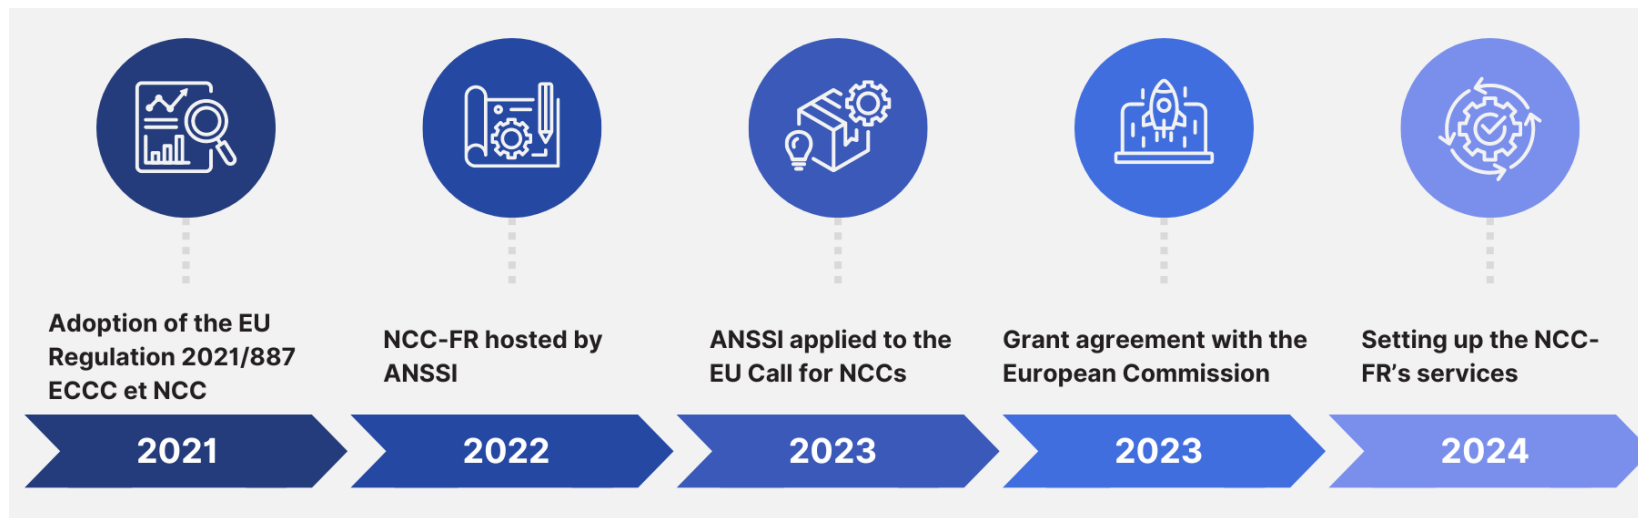 Adoption of the EU
Regulation 2021/887
ECCC et NCC
2021
NCC-FR hosted by
ANSSI
2022
ANSSI applied to the
EU Call for NCCs
2023
Grant agreement with the
European Commission
2023
Setting up the NCC-
FR’s services
2024